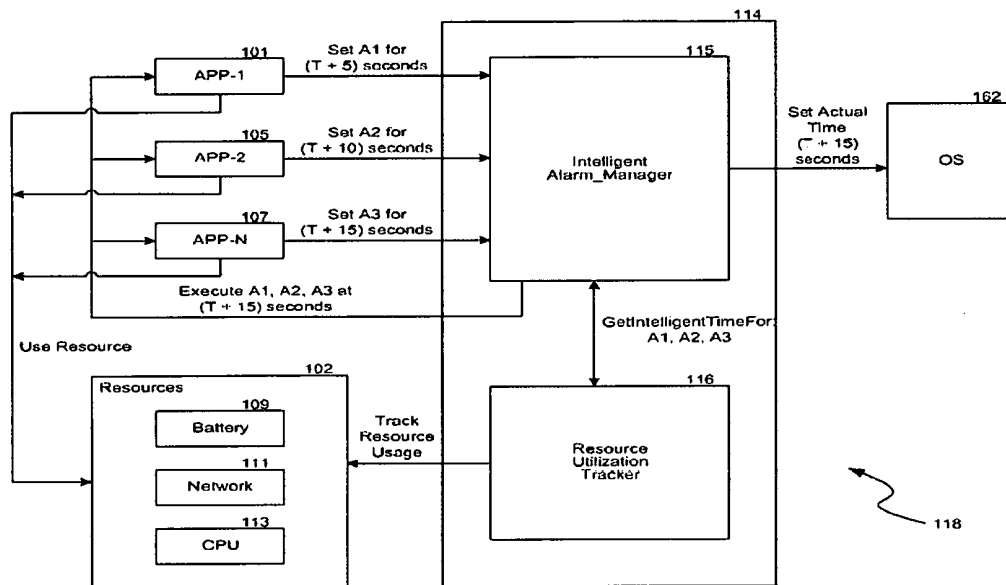 114
101
APP-1
Set A1 for
(T + 5) seconds
115
Intelligent
Alarm_Manager
162
OS
Set Actual
Time
(T + 15)
seconds
105
APP-2
Set A2 for
(T + 10) seconds
107
APP-N
Set A3 for
(T + 15) seconds
Execute A1, A2, A3 at
(T + 15) seconds
GetIntelligentTimeFor:
A1, A2, A3
Use Resource
102
Resources
109
Battery
111
Network
113
CPU
Track
Resource
Usage
116
Resource
Utilization
Tracker
118